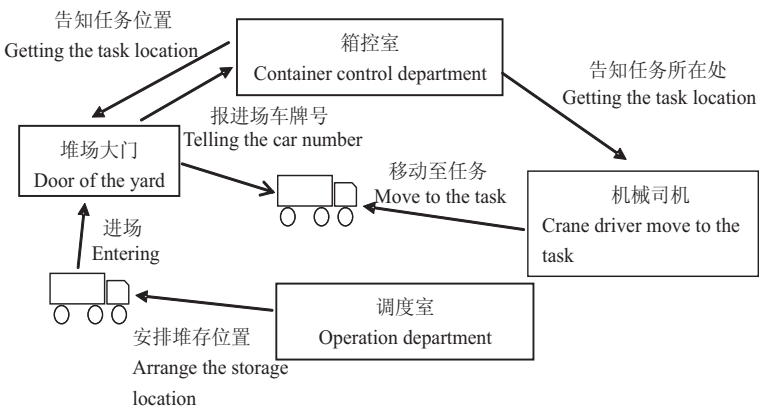 告知任务位置
Getting the task location
箱控室
Container control department
告知任务所在处
Getting the task location
报进场车牌号
Telling the car number
堆场大门
Door of the yard
移动至任务
Move to the task
机械司机
Crane driver move to the
task
进场
Entering
调度室
Operation department
安排堆存位置
Arrange the storage
location